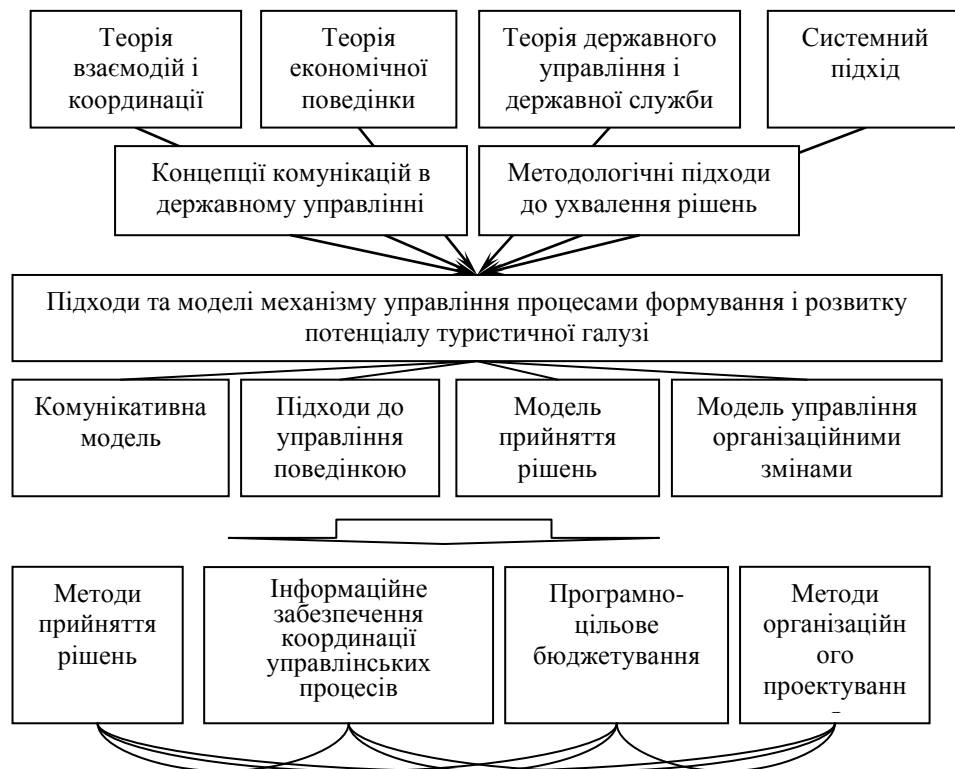 Теорія
взаємодій і
координації
Теорія
економічної
поведінки
Теорія державного
управління і
державної служби
Системний
підхід
Концепції комунікацій в
державному управлінні
Методологічні підходи
до ухвалення рішень
Підходи та моделі механізму управління процесами формування і розвитку
потенціалу туристичної галузі
Комунікативна
модель
Підходи до
управління
поведінкою
Модель
прийняття
рішень
Модель управління
організаційними
змінами
Методи
прийняття
рішень
Інформаційне
забезпечення
координації
управлінських
процесів
Програмно-
цільове
бюджетування
Методи
організаційн
ого
проектуванн